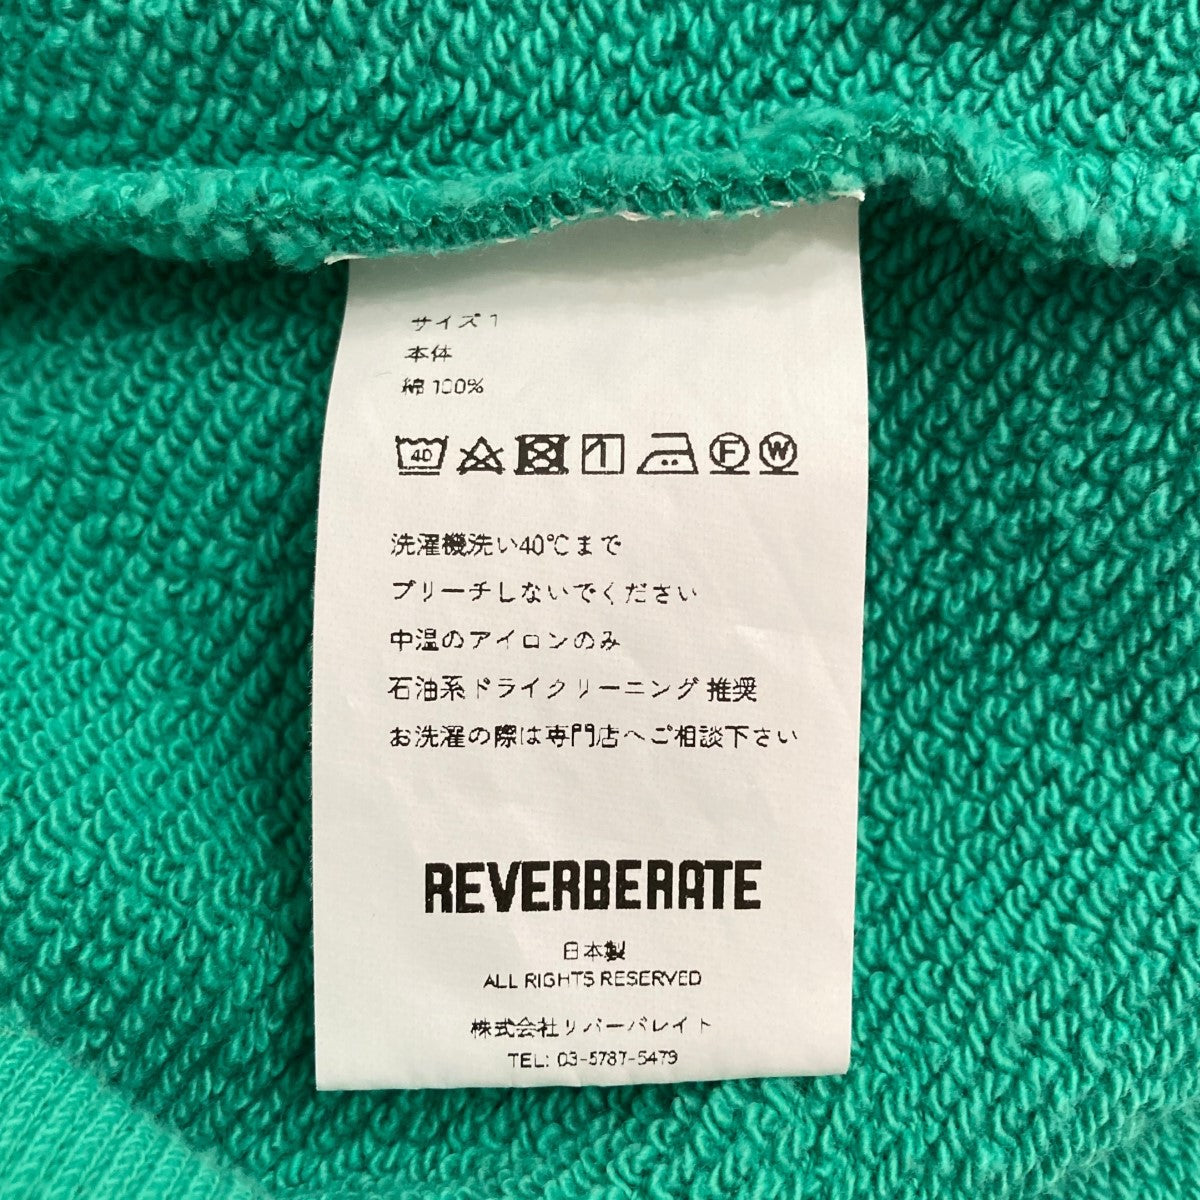 サイズ 1
本体
綿 100%
40
F W
洗濯機洗い40℃まで
ブリーチしないでください
中温のアイロンのみ
石油系ドライクリーニング 推奨
お洗濯の際は専門店へご相談下さい
REVERBERATE
日本製
ALL RIGHTS RESERVED
株式会社リバーバレイト
TEL: 03-5787-5479